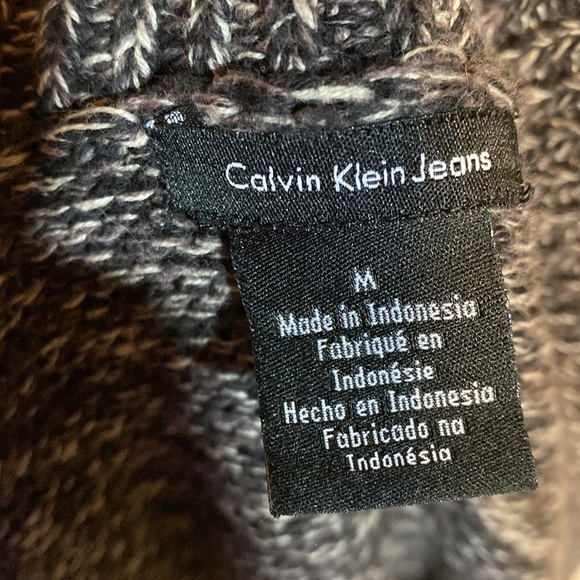 Calvin Klein Jeans
M
Made in Indonesia
Fabriqué en
Indonésie
Hecho en Indonesia
Fabricado na
Indonésia